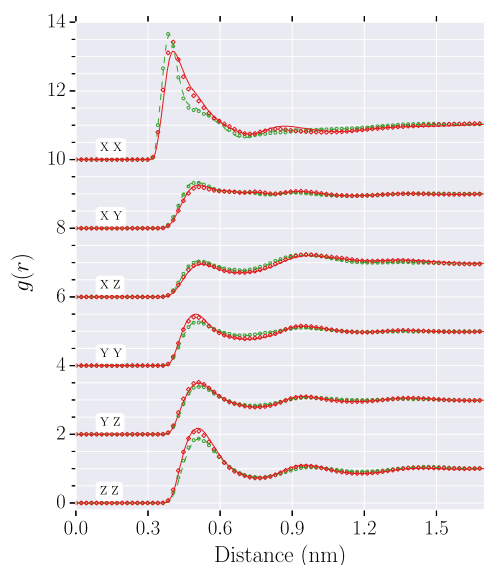 14
12
10
8
6
4
2
0
g(r)
X X
X Y
X Z
Y Y
Y Z
Z Z
0.0 0.3 0.6 0.9 1.2 1.5
Distance (nm)